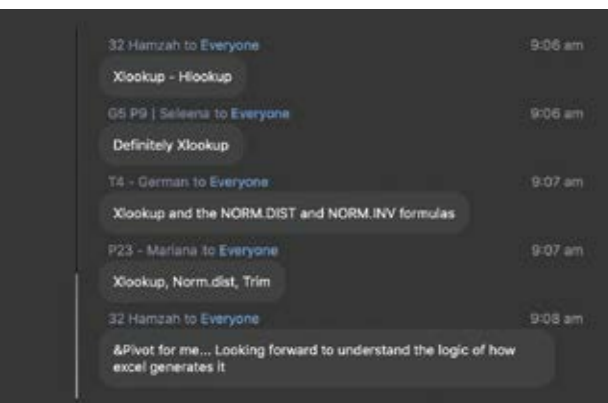 32 Hamzah to Everyone 9:06 am
Xlookup - Hlookup
G5 P9 | Seleena to Everyone 9:06 am
Definitely Xlookup
T4 - German to Everyone 9:07 am
Xlookup and the NORM.DIST and NORM.INV formulas
P23 - Mariana to Everyone 9:07 am
Xlookup, Norm.dist, Trim
32 Hamzah to Everyone 9:08 am
&Pivot for me... Looking forward to understand the logic of how
excel generates it